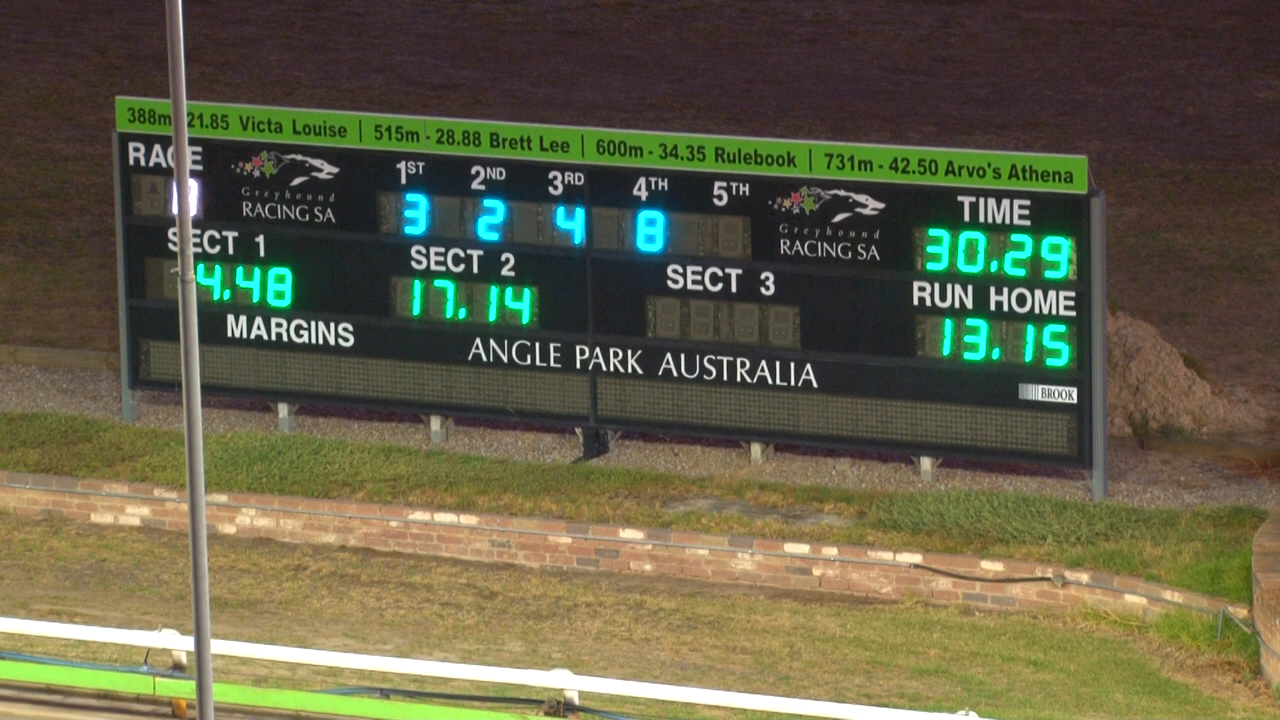 388m 21.85 Victa Louise | 515m - 28.88 Brett Lee | 600m - 34.35 Rulebook | 731m - 42.50 Arvo's Athena
RACE
Greyhound
RACING SA
1ST 2ND 3RD 4TH 5TH
3 2 4 8
Greyhound
RACING SA
TIME
30.29
SECT 1
4.48
SECT 2
17.14
SECT 3
RUN HOME
13.15
MARGINS
ANGLE PARK AUSTRALIA
BROOK